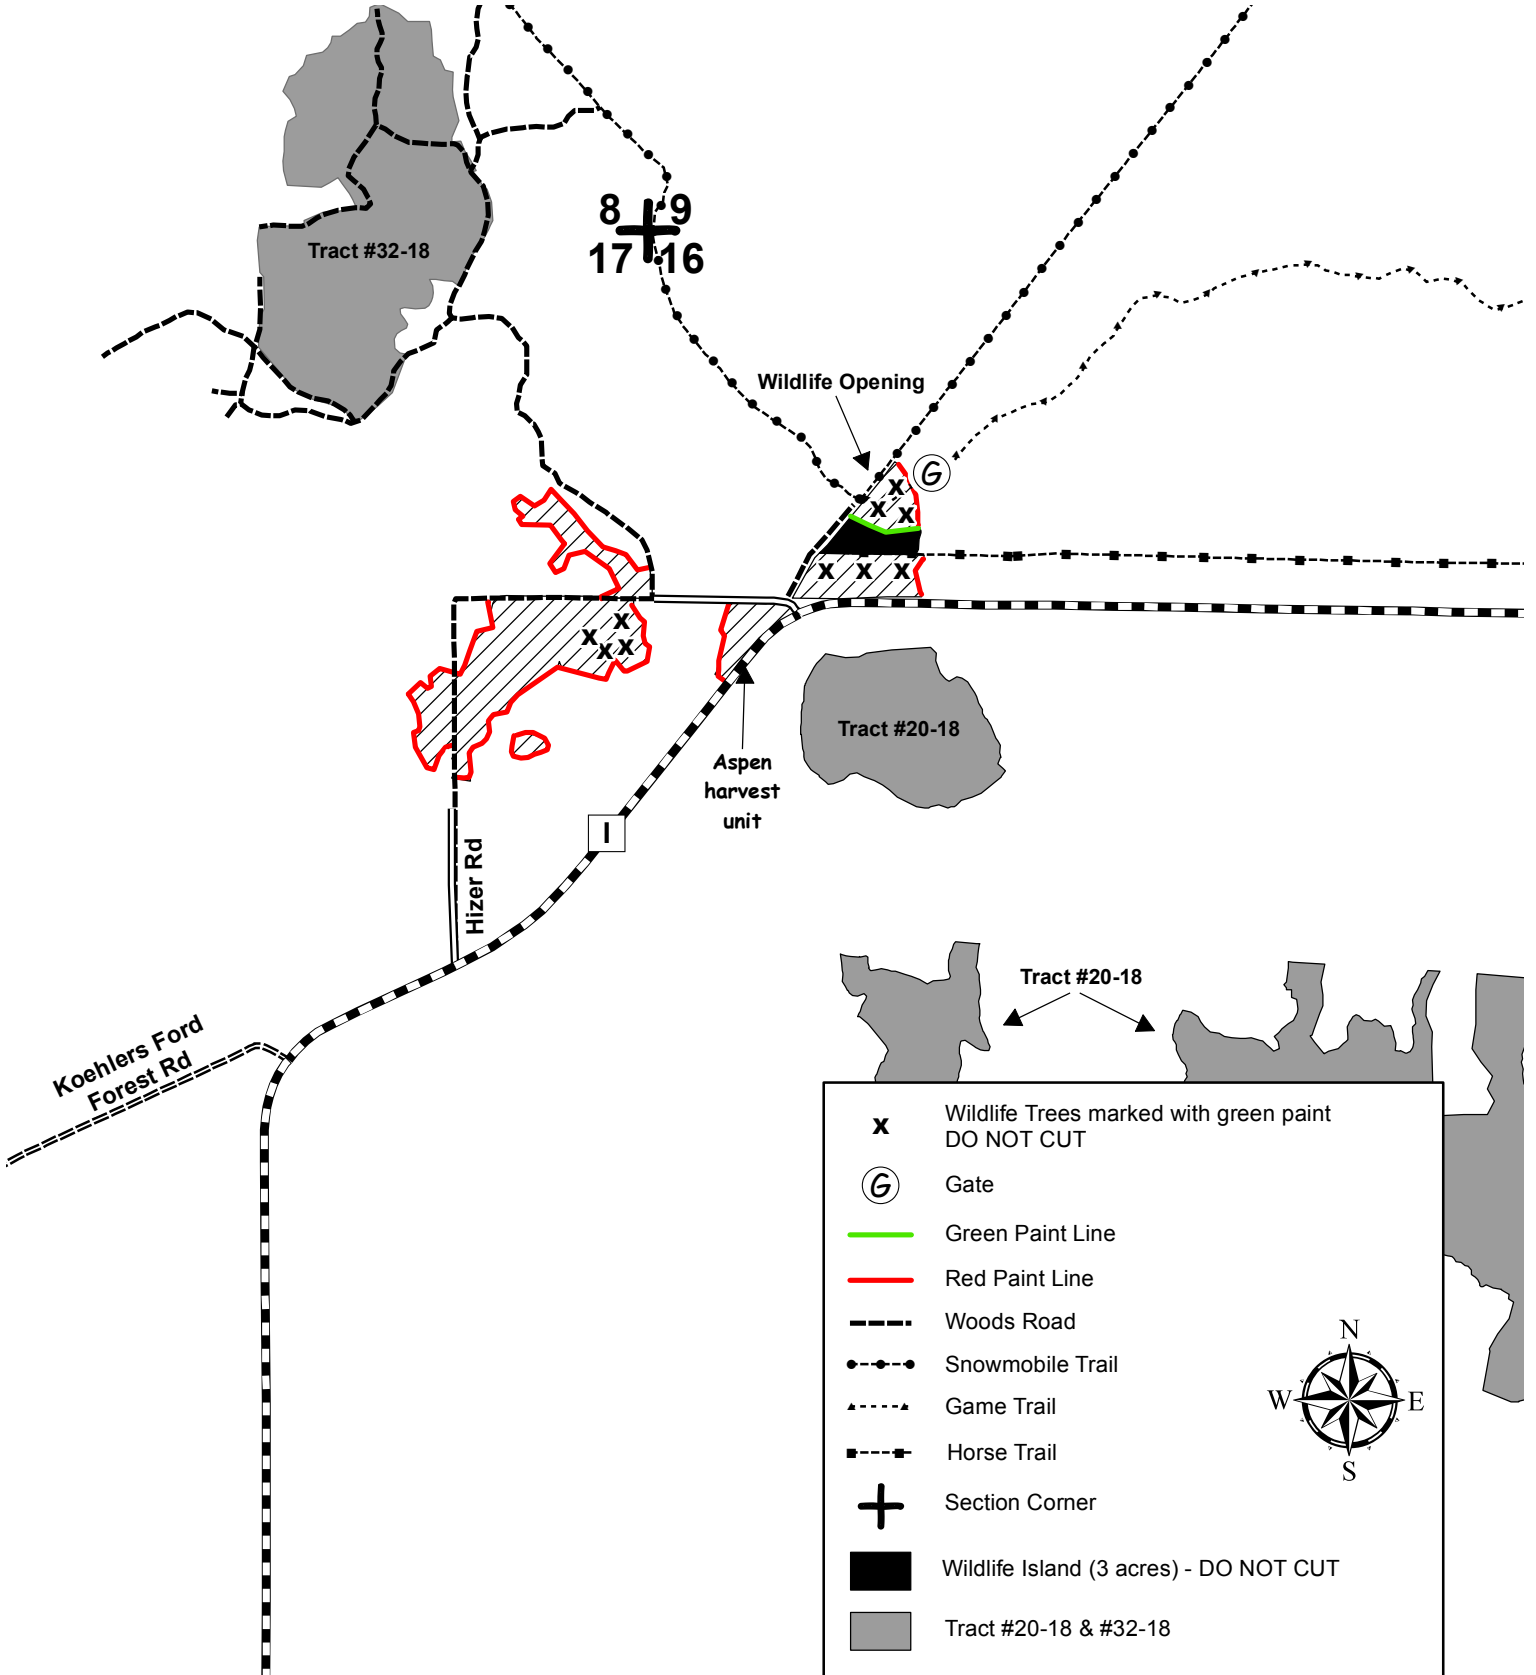 8 9
17 16
Tract #32-18
Wildlife Opening
G
Tract #20-18
Aspen
harvest
unit
I
Hizer Rd
Koehlers Ford
Forest Rd
Tract #20-18
x Wildlife Trees marked with green paint
DO NOT CUT
G Gate
Green Paint Line
Red Paint Line
Woods Road
Snowmobile Trail
Game Trail
Horse Trail
Section Corner
Wildlife Island (3 acres) - DO NOT CUT
Tract #20-18 & #32-18
N
W E
S
x
x x
x x x
x
x x
x